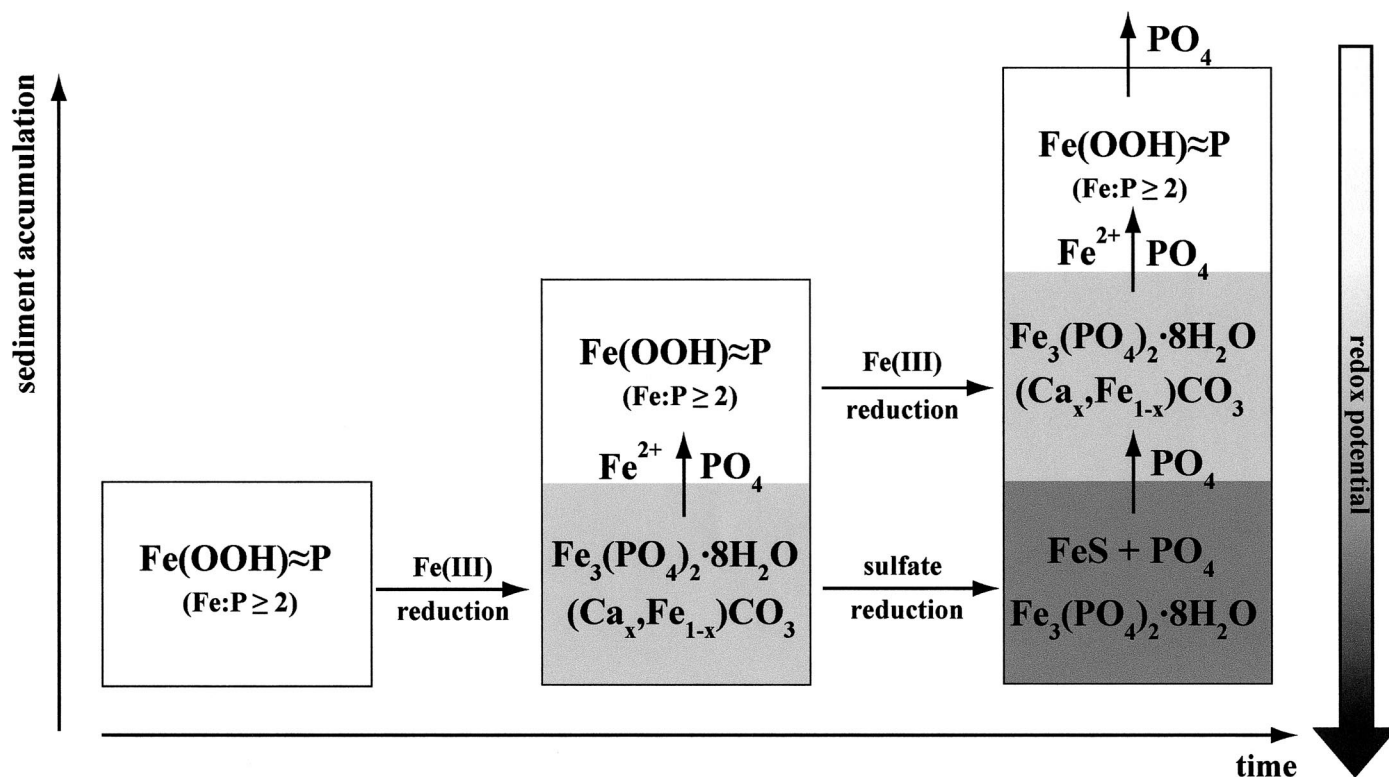 sediment accumulation
Fe(OOH)≈P
(Fe:P ≥ 2)
Fe(III)
reduction
Fe(OOH)≈P
(Fe:P ≥ 2)
Fe²⁺ PO₄
Fe₃(PO₄)₂·8H₂O
(Caₓ,Fe₁₋ₓ)CO₃
Fe(III)
reduction
sulfate
reduction
PO₄
Fe(OOH)≈P
(Fe:P ≥ 2)
Fe²⁺ PO₄
Fe₃(PO₄)₂·8H₂O
(Caₓ,Fe₁₋ₓ)CO₃
PO₄
FeS + PO₄
Fe₃(PO₄)₂·8H₂O
redox potential
time